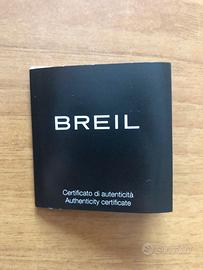 BREIL
Certificato di autenticità
Authenticity certificate